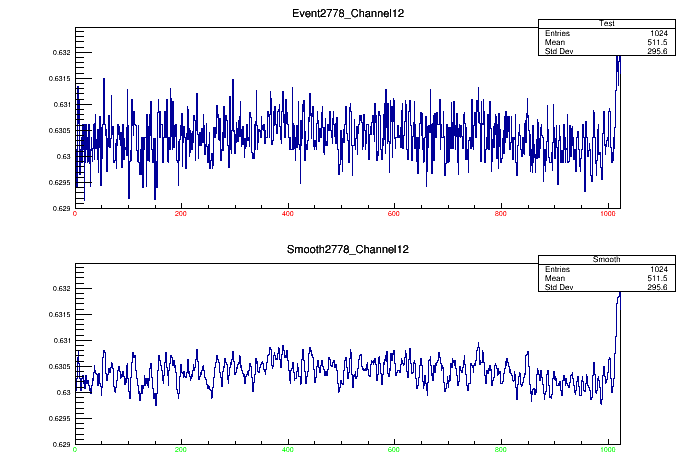 Event2778_Channel12
Test
Entries 1024
Mean 511.5
Std Dev 295.6
0.632
0.6315
0.631
0.6305
0.63
0.6295
0.629
0 200 400 600 800 1000
Smooth2778_Channel12
Smooth
Entries 1024
Mean 511.5
Std Dev 295.6
0.632
0.6315
0.631
0.6305
0.63
0.6295
0.629
0 200 400 600 800 1000